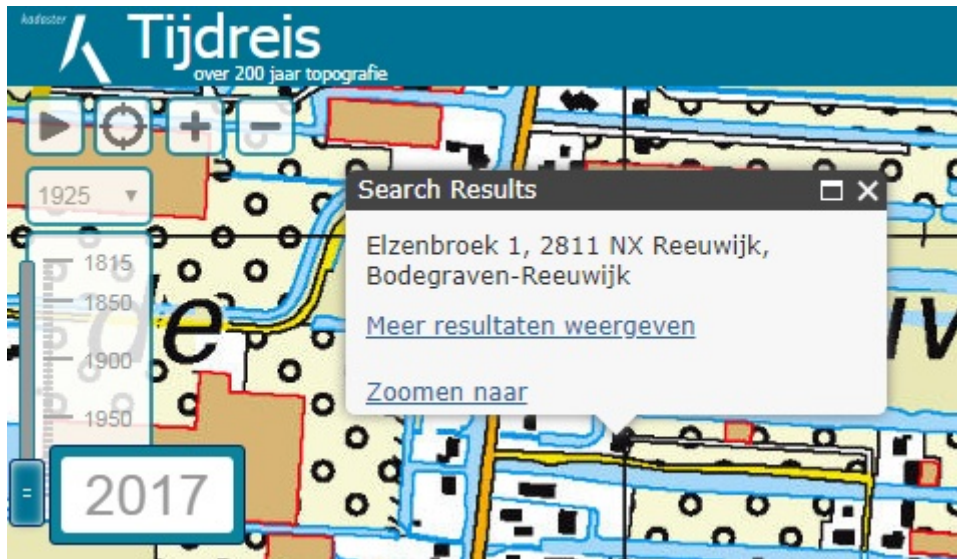 kadaster
Tijdreis
over 200 jaar topografie
1925
Search Results
Elzenbroek 1, 2811 NX Reeuwijk,
Bodegraven-Reeuwijk
Meer resultaten weergeven
Zoomen naar
1815
1850
1900
1950
2017